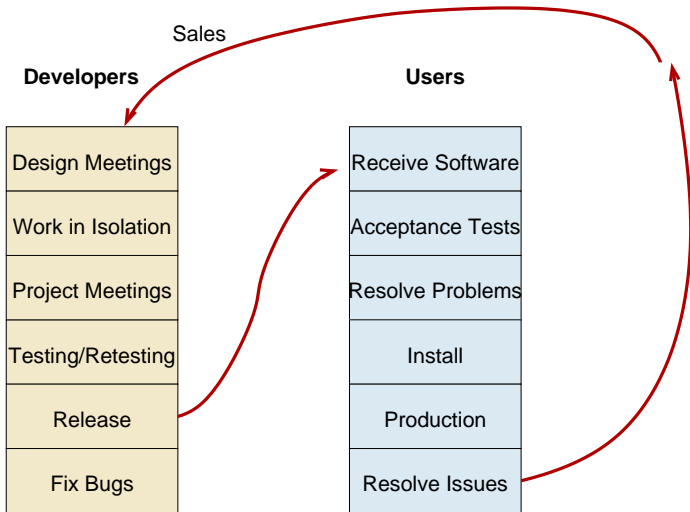 Sales
Developers
Users
Design Meetings
Work in Isolation
Project Meetings
Testing/Retesting
Release
Fix Bugs
Receive Software
Acceptance Tests
Resolve Problems
Install
Production
Resolve Issues